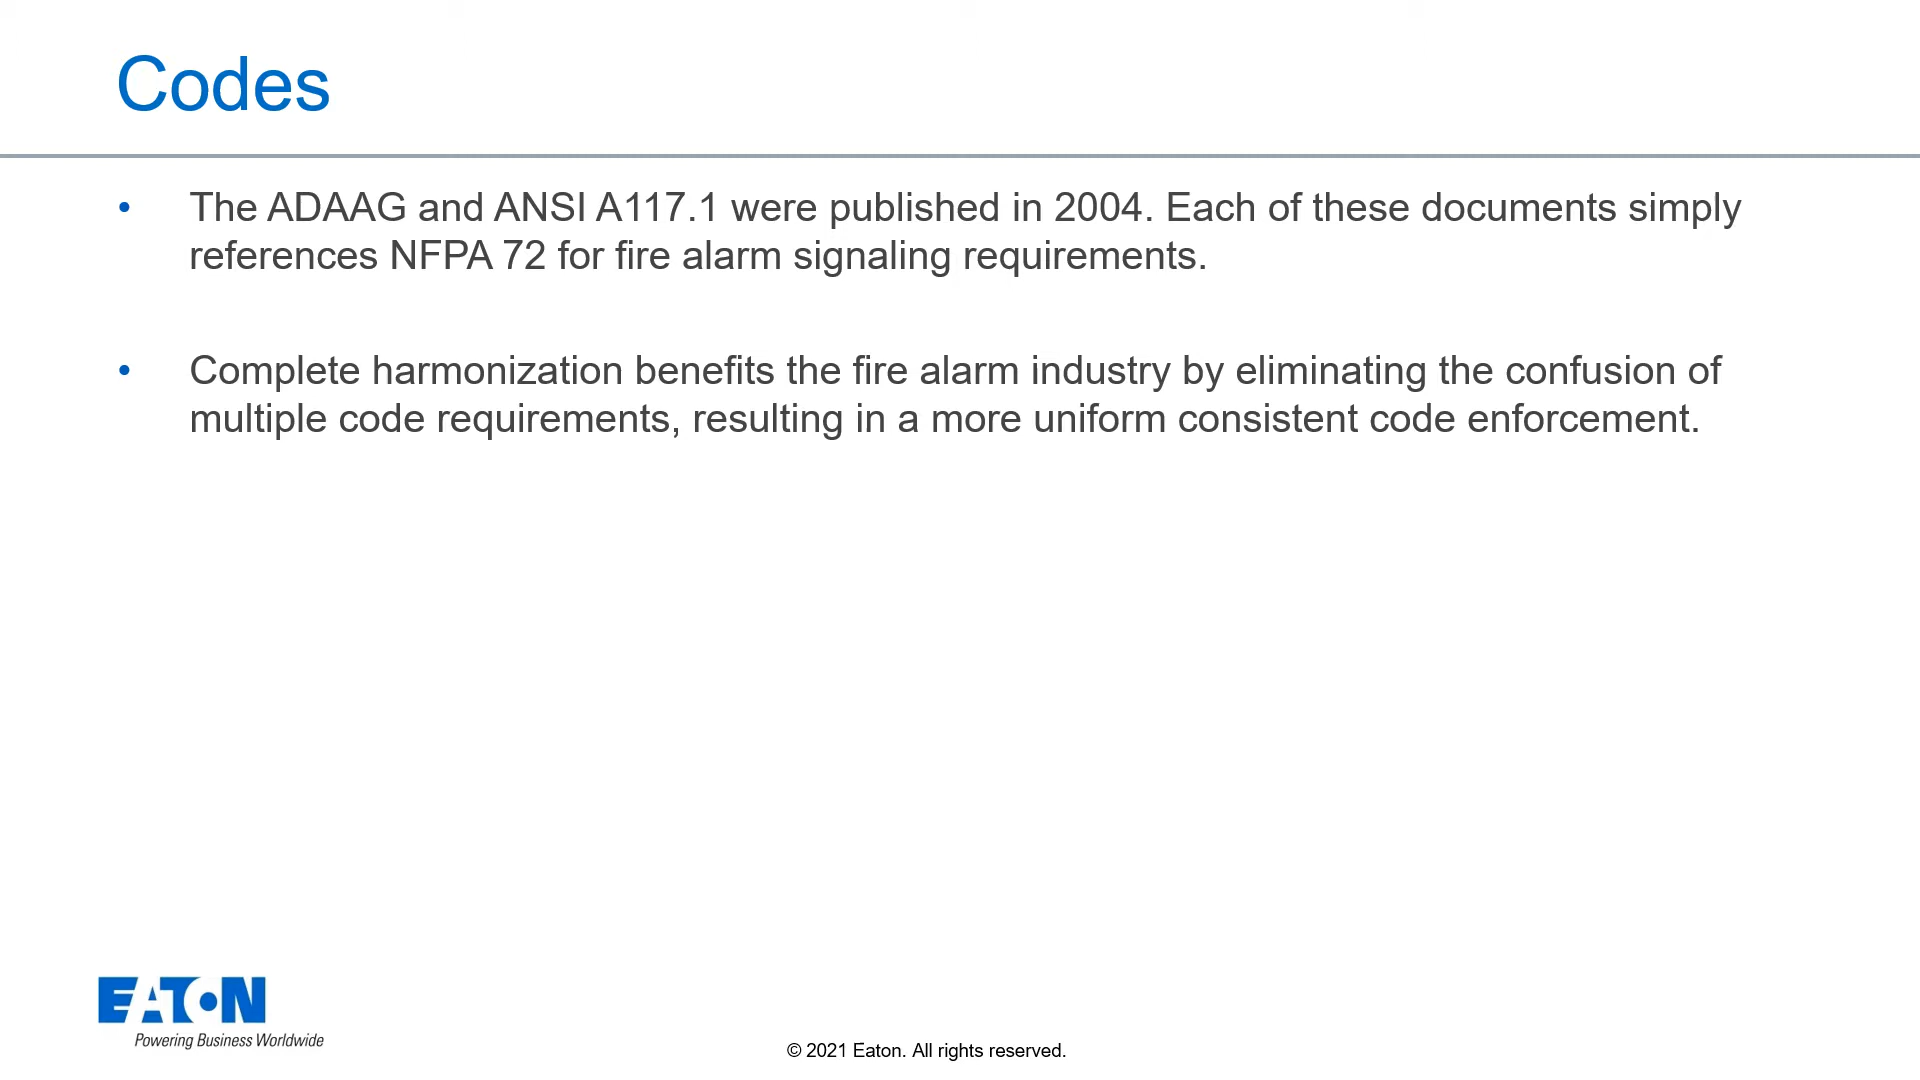 Codes
• The ADAAG and ANSI A117.1 were published in 2004. Each of these documents simply
references NFPA 72 for fire alarm signaling requirements.
• Complete harmonization benefits the fire alarm industry by eliminating the confusion of
multiple code requirements, resulting in a more uniform consistent code enforcement.
EATON
Powering Business Worldwide
© 2021 Eaton. All rights reserved.